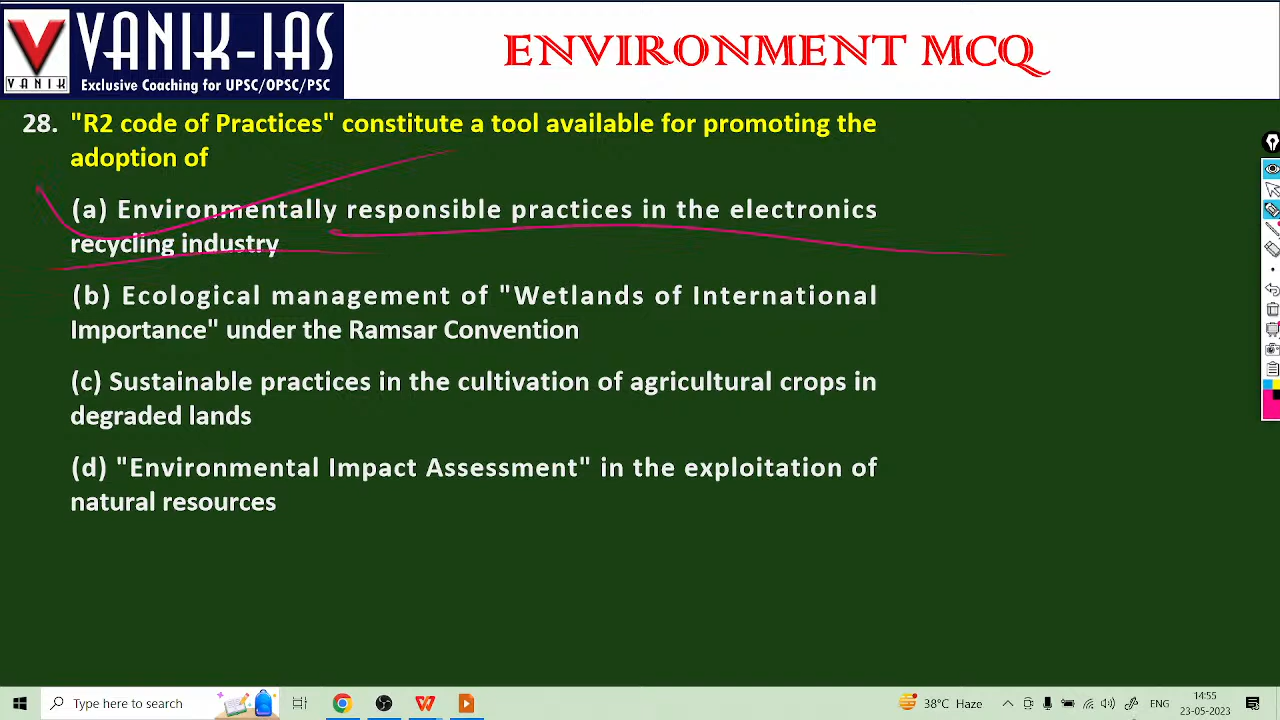 VANIK-IAS
VANIK
Exclusive Coaching for UPSC/OPSC/PSC
ENVIRONMENT MCQ
28. "R2 code of Practices" constitute a tool available for promoting the
adoption of
(a) Environmentally responsible practices in the electronics
recycling industry
(b) Ecological management of "Wetlands of International
Importance" under the Ramsar Convention
(c) Sustainable practices in the cultivation of agricultural crops in
degraded lands
(d) "Environmental Impact Assessment" in the exploitation of
natural resources
Type here to search
38°C Haze
ENG
14:55
23-05-2023